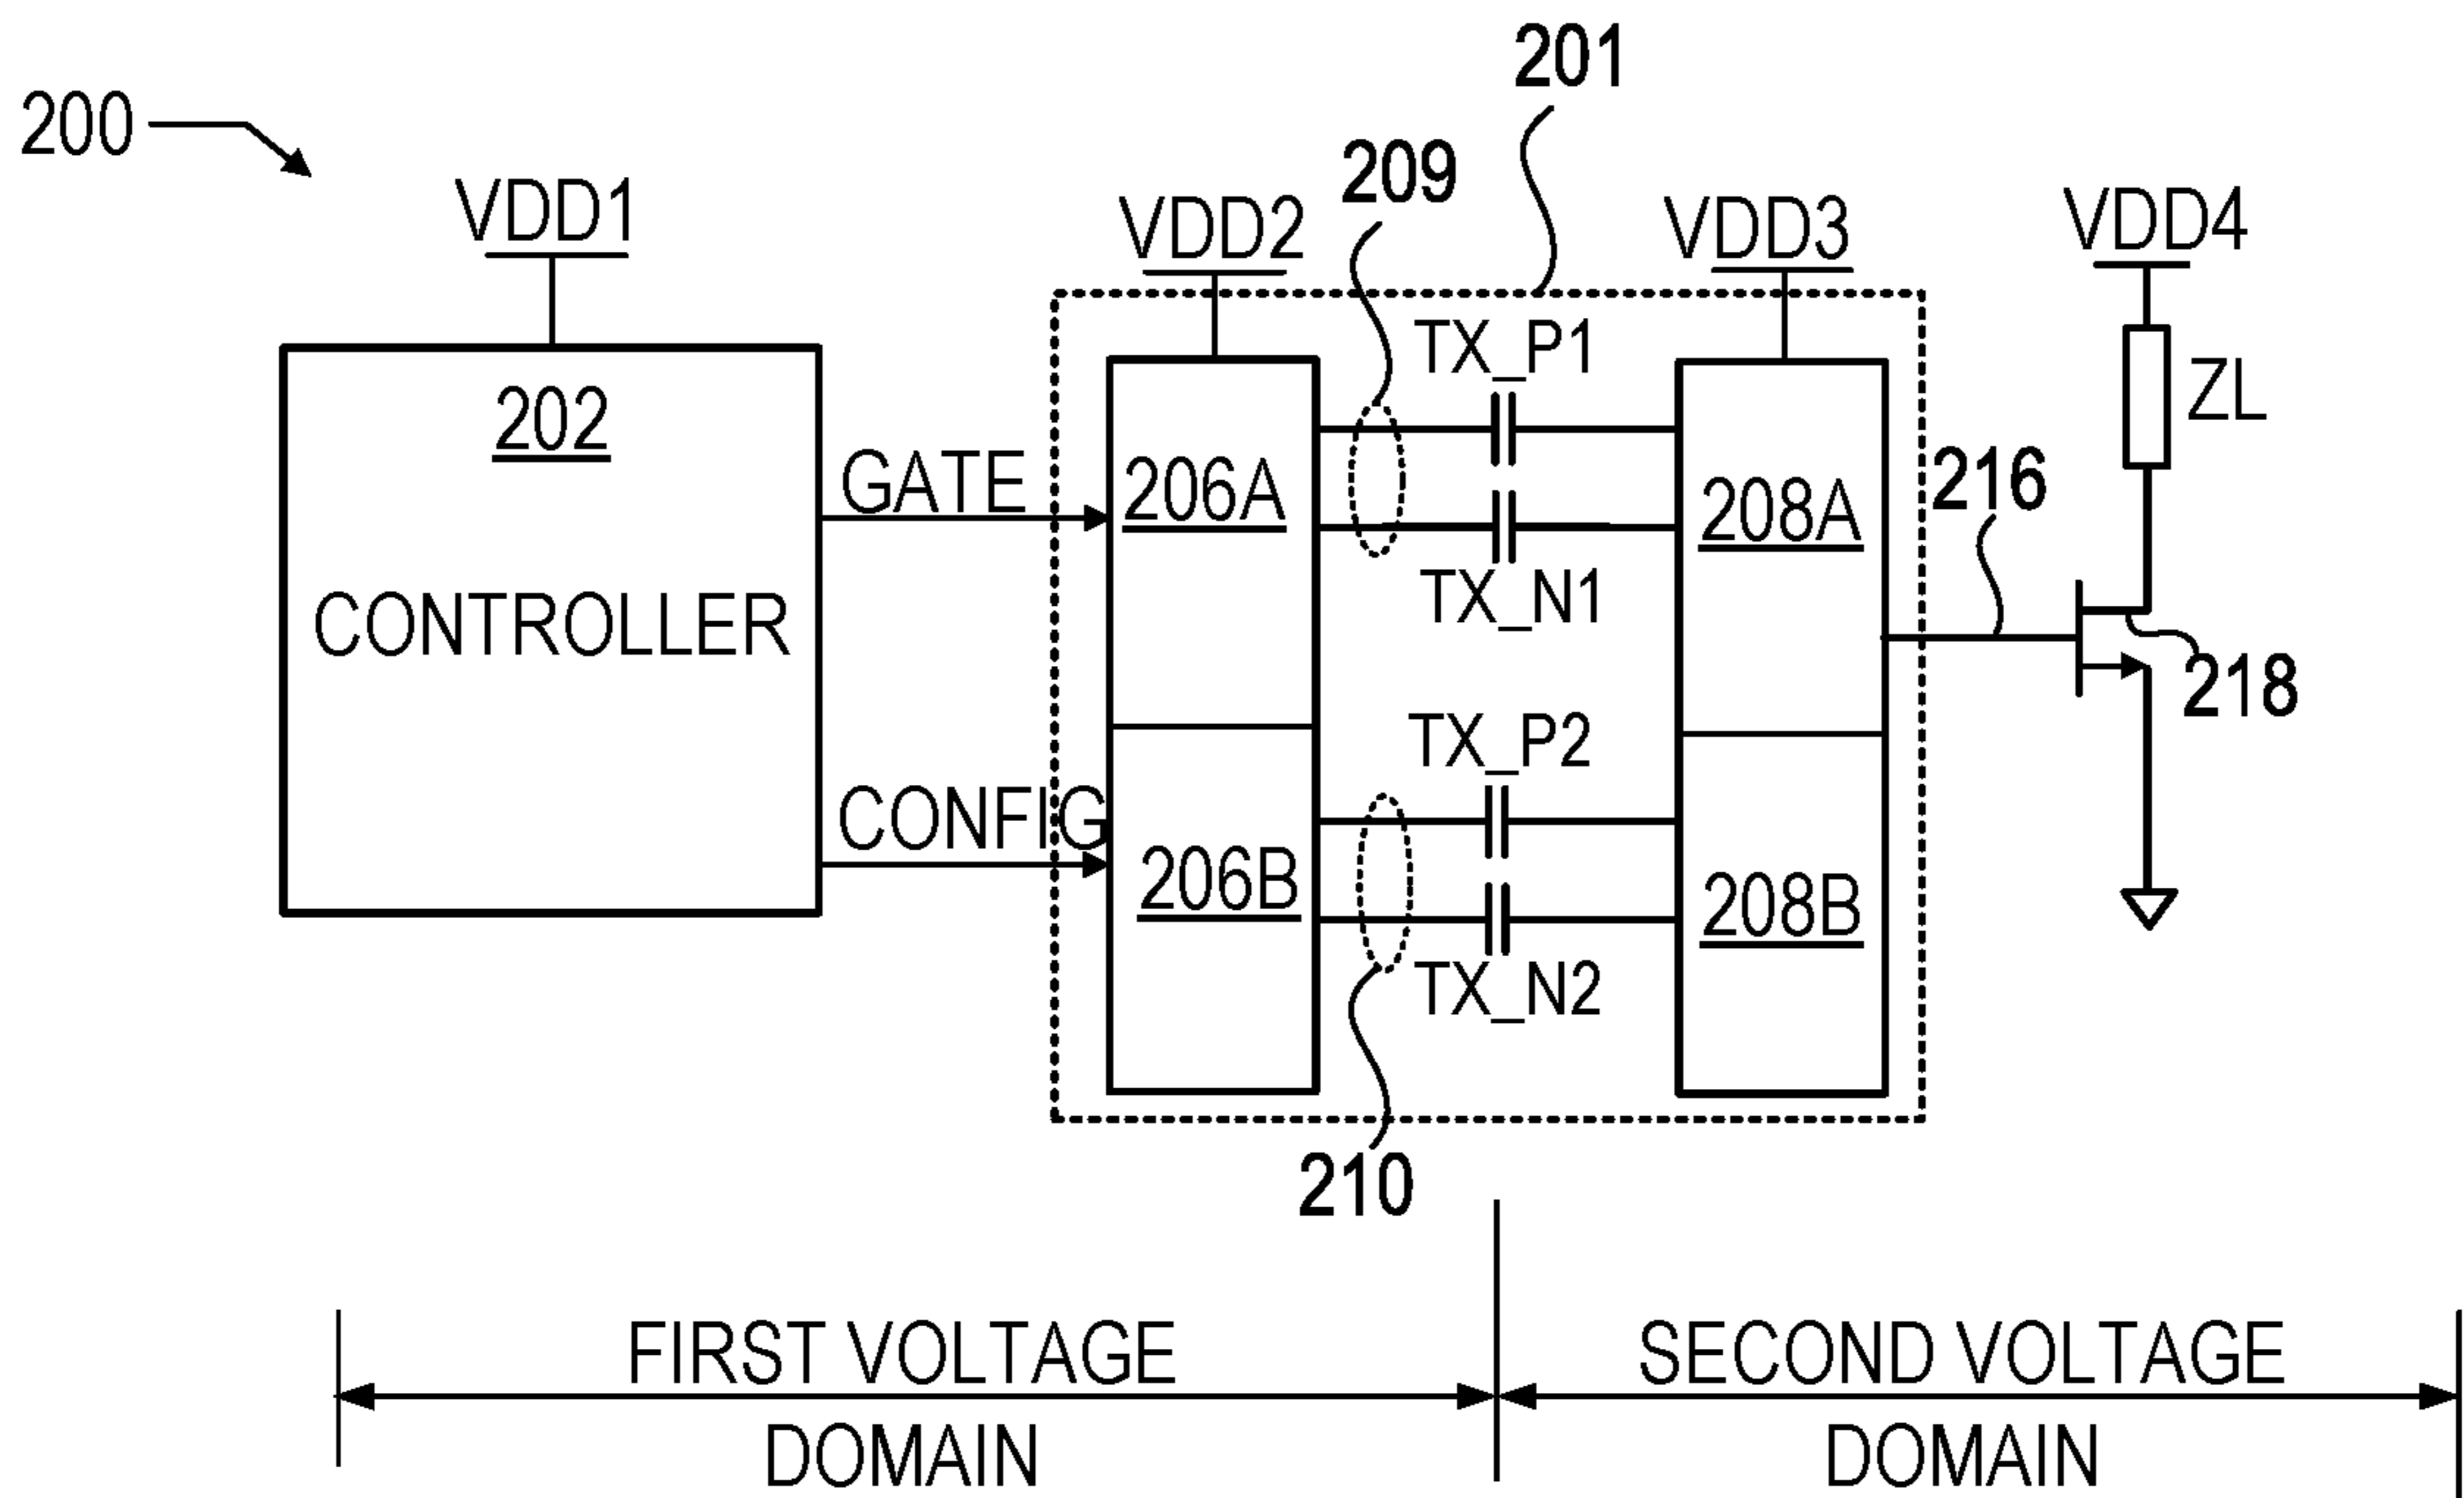 201
200
209
VDD1
VDD2
VDD3
VDD4
TX_P1
ZL
202
GATE
206A
208A
216
CONTROLLER
TX_N1
218
TX_P2
CONFIG
206B
208B
TX_N2
210
FIRST VOLTAGE
DOMAIN
SECOND VOLTAGE
DOMAIN